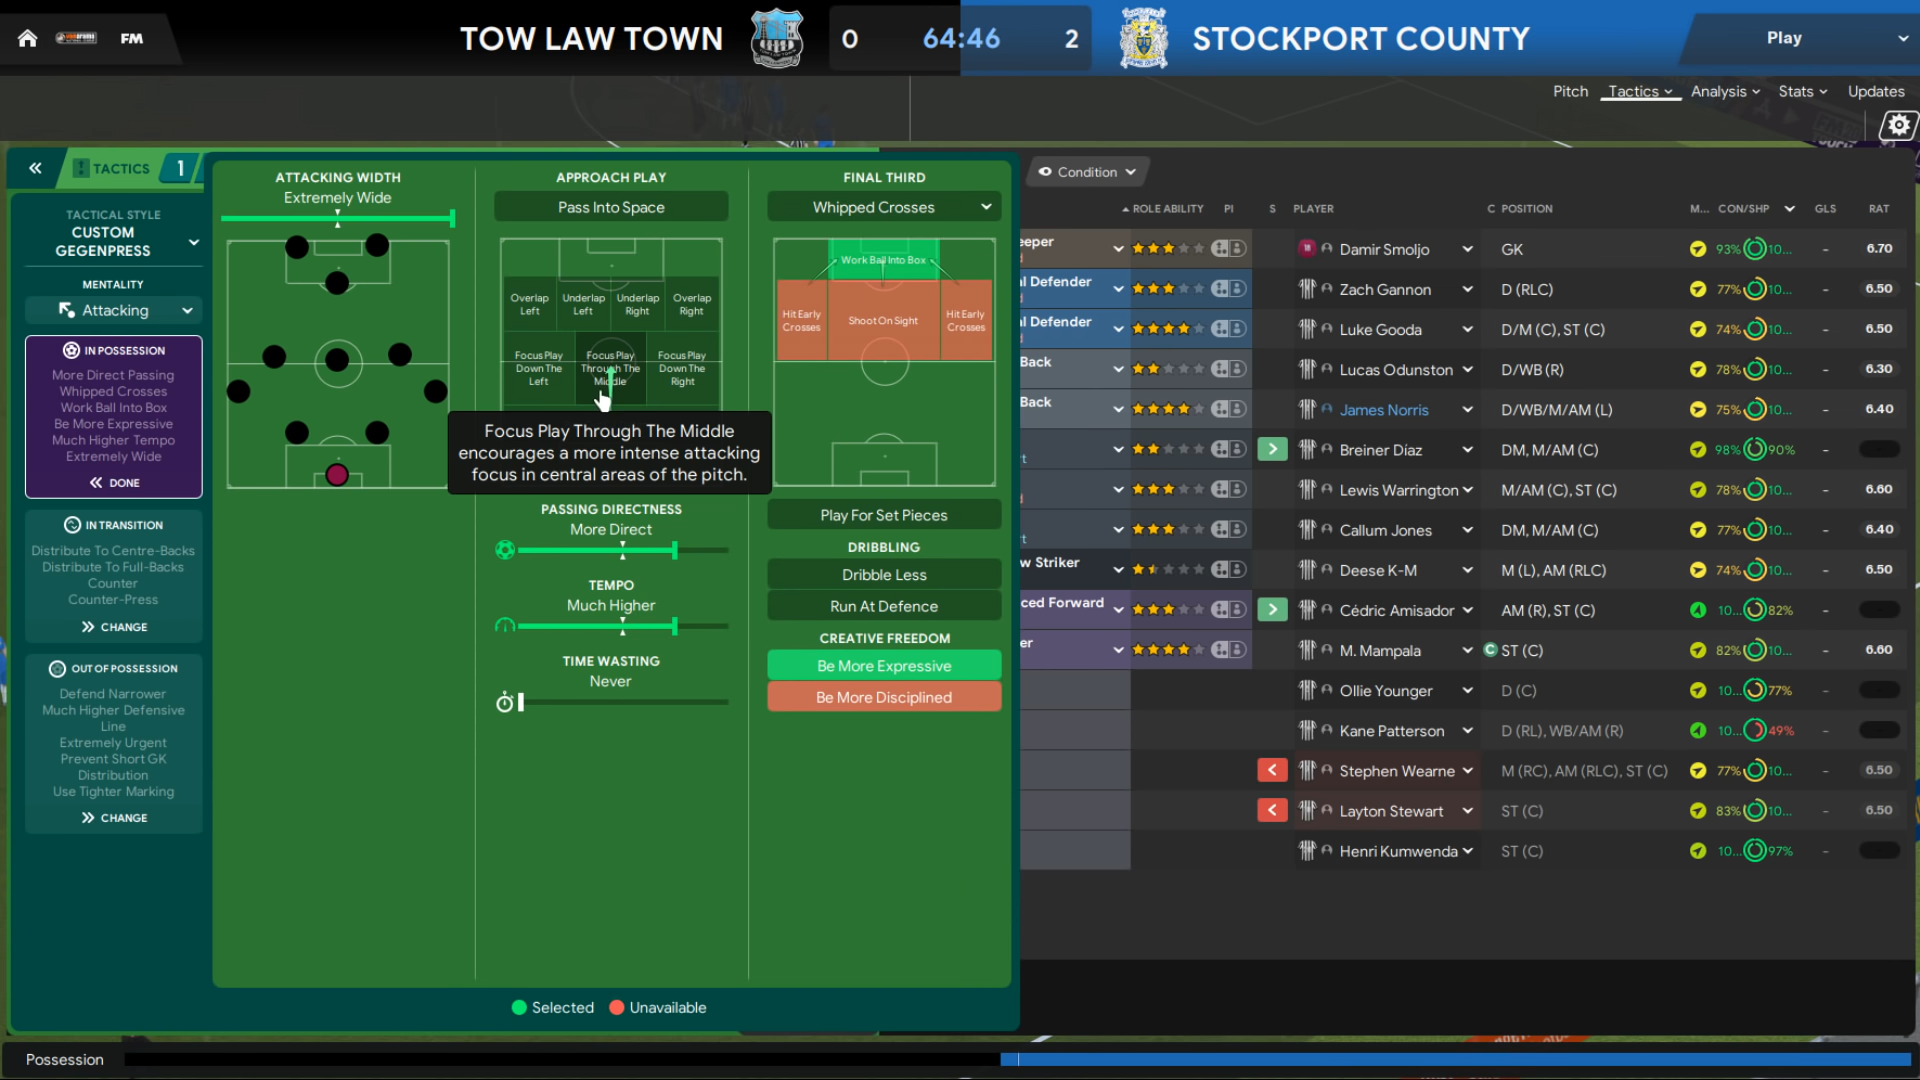 FM
TOW LAW TOWN
0
64:46
2
STOCKPORT COUNTY
Play
Pitch
Tactics
Analysis
Stats
Updates
TACTICS
1
TACTICAL STYLE
CUSTOM
GEGENPRESS
MENTALITY
Attacking
IN POSSESSION
More Direct Passing
Whipped Crosses
Work Ball Into Box
Be More Expressive
Much Higher Tempo
Extremely Wide
DONE
IN TRANSITION
Distribute To Centre-Backs
Distribute To Full-Backs
Counter
Counter-Press
CHANGE
OUT OF POSSESSION
Defend Narrower
Much Higher Defensive
Line
Extremely Urgent
Prevent Short GK
Distribution
Use Tighter Marking
CHANGE
ATTACKING WIDTH
Extremely Wide
APPROACH PLAY
Pass Into Space
Overlap
Left
Underlap
Left
Underlap
Right
Overlap
Right
Focus Play
Down The
Left
Focus Play
Through The
Middle
Focus Play
Down The
Right
Focus Play Through The Middle
encourages a more intense attacking
focus in central areas of the pitch.
PASSING DIRECTNESS
More Direct
TEMPO
Much Higher
TIME WASTING
Never
FINAL THIRD
Whipped Crosses
Work Ball Into Box
Hit Early
Crosses
Shoot On Sight
Hit Early
Crosses
Play For Set Pieces
DRIBBLING
Dribble Less
Run At Defence
CREATIVE FREEDOM
Be More Expressive
Be More Disciplined
Selected
Unavailable
Condition
ROLE ABILITY PI S PLAYER C POSITION M... CON/SHP GLS RAT
eeper Damir Smoljo GK 93% 10... - 6.70
al Defender Zach Gannon D (RLC) 77% 10... - 6.50
al Defender Luke Gooda D/M (C), ST (C) 74% 10... - 6.50
Back Lucas Odunston D/WB (R) 78% 10... - 6.30
Back James Norris D/WB/M/AM (L) 75% 10... - 6.40
t Breiner Díaz DM, M/AM (C) 98% 90% -
Lewis Warrington M/AM (C), ST (C) 78% 10... - 6.60
t Callum Jones DM, M/AM (C) 77% 10... - 6.40
w Striker Deese K-M M (L), AM (RLC) 74% 10... - 6.50
ced Forward Cédric Amisador AM (R), ST (C) 10... 82% -
er M. Mampala C ST (C) 82% 10... - 6.60
Ollie Younger D (C) 10... 77% -
Kane Patterson D (RL), WB/AM (R) 10... 49% -
Stephen Wearne M (RC), AM (RLC), ST (C) 77% 10... - 6.50
Layton Stewart ST (C) 83% 10... - 6.50
Henri Kumwenda ST (C) 10... 97% -
Possession